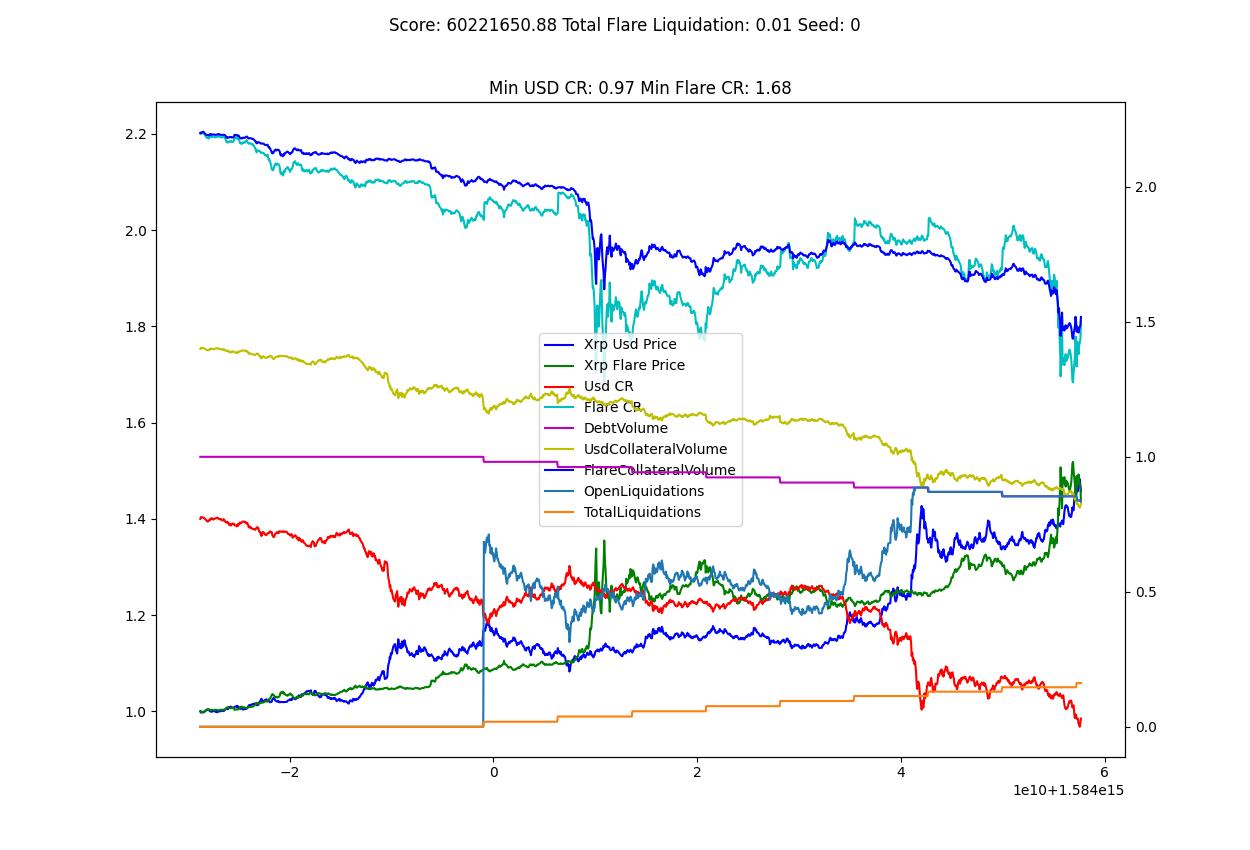 Score: 60221650.88 Total Flare Liquidation: 0.01 Seed: 0
Min USD CR: 0.97 Min Flare CR: 1.68
2.2
2.0
1.8
1.6
1.4
1.2
1.0
Xrp Usd Price
Xrp Flare Price
Usd CR
Flare CR
DebtVolume
UsdCollateralVolume
FlareCollateralVolume
OpenLiquidations
TotalLiquidations
2.0
1.5
1.0
0.5
0.0
−2 0 2 4 6
1e10+1.584e15